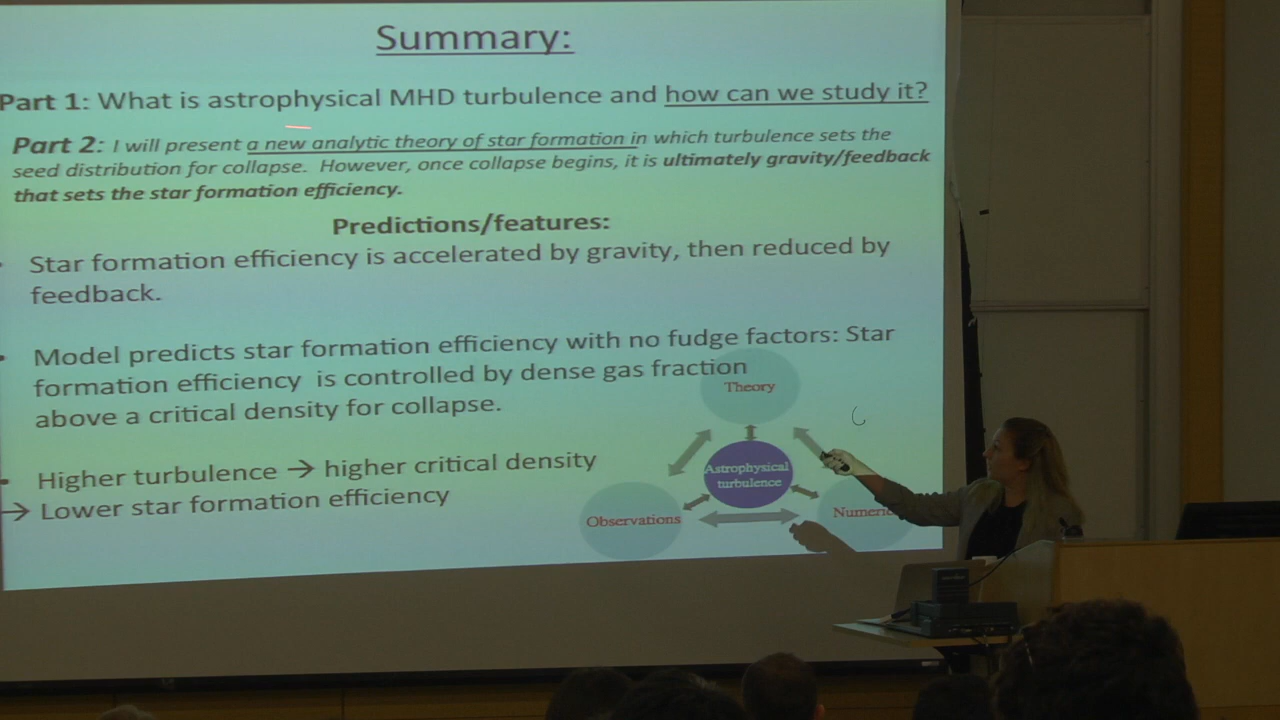 Summary:
Part 1: What is astrophysical MHD turbulence and how can we study it?
Part 2: I will present a new analytic theory of star formation in which turbulence sets the
seed distribution for collapse. However, once collapse begins, it is ultimately gravity/feedback
that sets the star formation efficiency.
Predictions/features:
Star formation efficiency is accelerated by gravity, then reduced by
feedback.
Model predicts star formation efficiency with no fudge factors: Star
formation efficiency is controlled by dense gas fraction
above a critical density for collapse.
Higher turbulence → higher critical density
→ Lower star formation efficiency
Theory
Astrophysical
turbulence
Observations